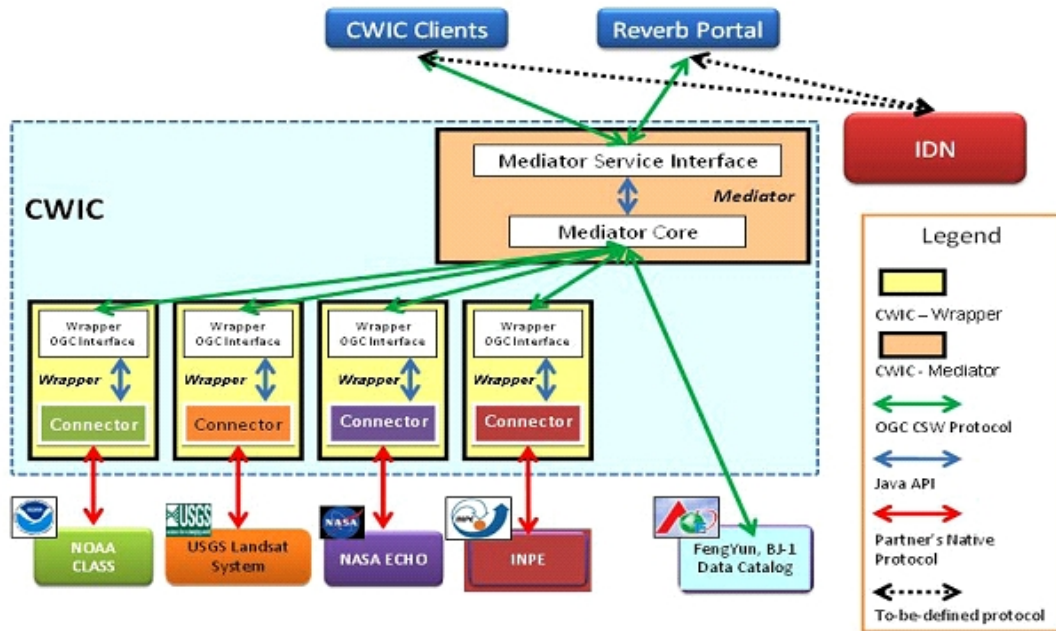 CWIC Clients
Reverb Portal
IDN
Mediator Service Interface
Mediator
Mediator Core
CWIC
Wrapper
OGC Interface
Wrapper
Connector
Wrapper
OGC Interface
Wrapper
Connector
Wrapper
OGC Interface
Wrapper
Connector
Wrapper
OGC Interface
Wrapper
Connector
USGS
NASA
INPE
NOAA
CLASS
USGS Landsat
System
NASA ECHO
INPE
FengYun, BJ-1
Data Catalog
Legend
CWIC – Wrapper
CWIC - Mediator
OGC CSW Protocol
Java API
Partner's Native
Protocol
To-be-defined protocol